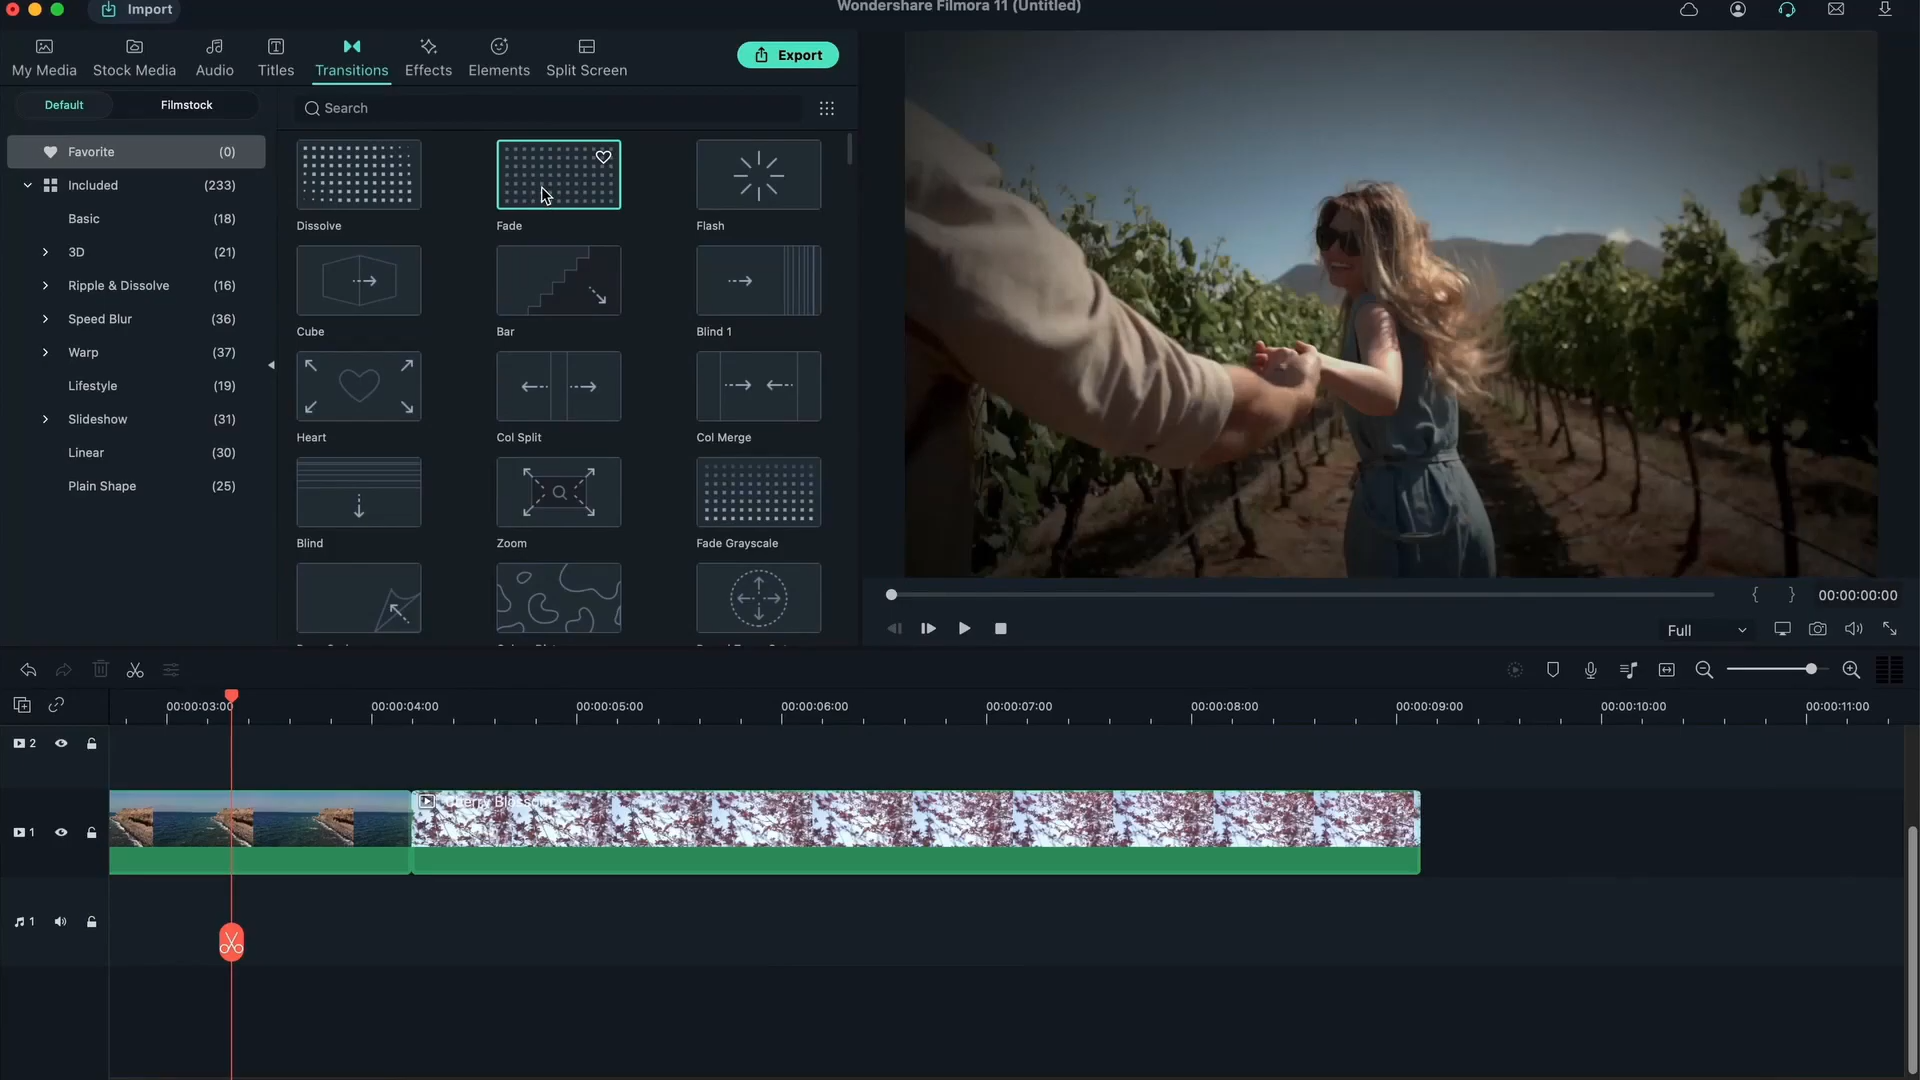 Wondershare Filmora 11 (Untitled)
Import
My Media
Stock Media
Audio
Titles
Transitions
Effects
Elements
Split Screen
Export
Default
Filmstock
Search
Favorite (0)
Included (233)
Basic (18)
3D (21)
Ripple & Dissolve (16)
Speed Blur (36)
Warp (37)
Lifestyle (19)
Slideshow (31)
Linear (30)
Plain Shape (25)
Dissolve
Fade
Flash
Cube
Bar
Blind 1
Heart
Col Split
Col Merge
Blind
Zoom
Fade Grayscale
{ } 00:00:00:00
Full
00:00:03:00
00:00:04:00
00:00:05:00
00:00:06:00
00:00:07:00
00:00:08:00
00:00:09:00
00:00:10:00
00:00:11:00
2
Cherry Blossom
1
1